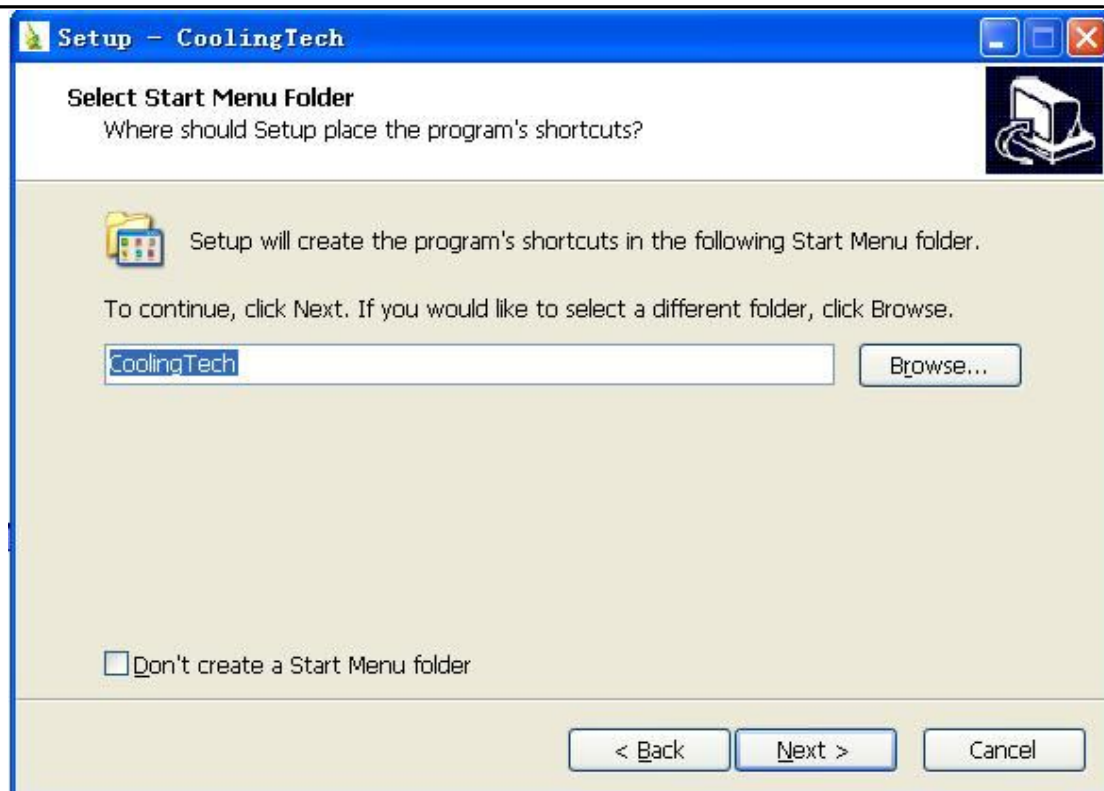 Setup - CoolingTech
Select Start Menu Folder
Where should Setup place the program's shortcuts?
Setup will create the program's shortcuts in the following Start Menu folder.
To continue, click Next. If you would like to select a different folder, click Browse.
CoolingTech
Browse...
Don't create a Start Menu folder
< Back
Next >
Cancel